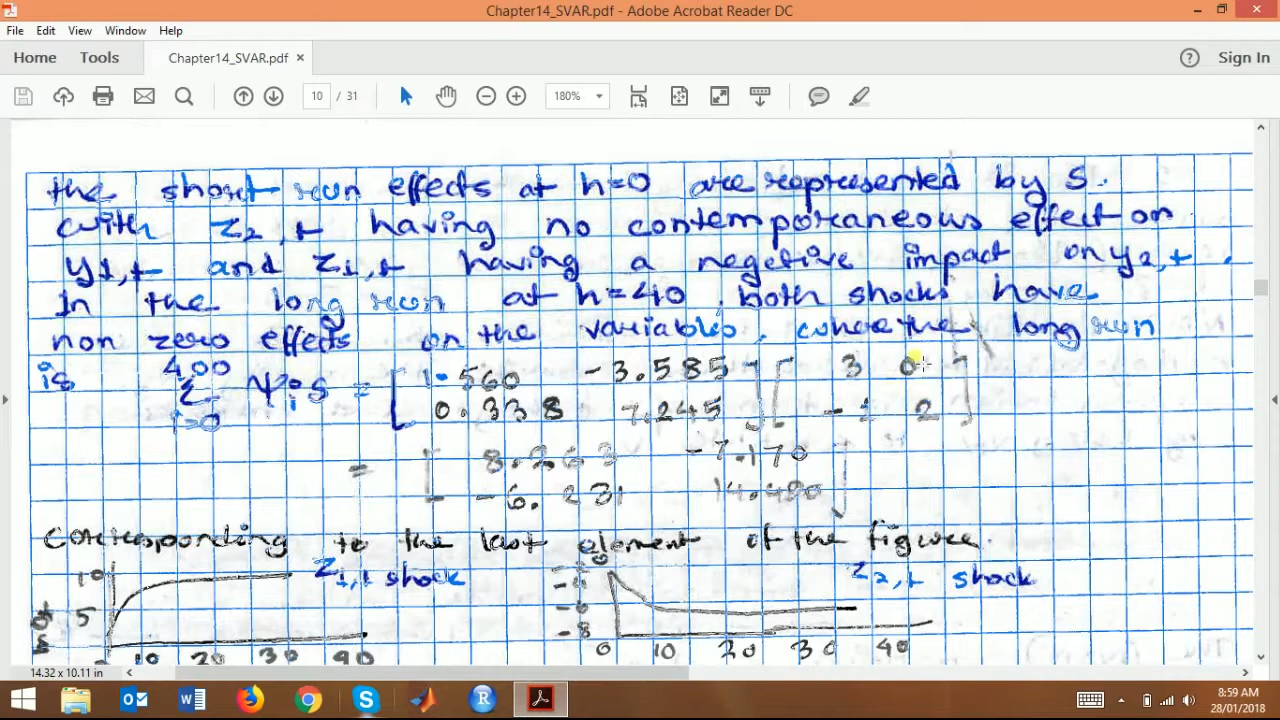 Chapter14_SVAR.pdf - Adobe Acrobat Reader DC
File Edit View Window Help
Home Tools Chapter14_SVAR.pdf × Sign In
10 / 31 180%
the short run effects at h=0 are represented by S.
with z2,t having no contemporaneous effect on
y1,t and z1,t having a negetive impact on y2,t.
In the long run at h=40, both shocks have
non zero effects on the variables, where the long run
is 400 Σ i=0 Ψi S = [ 1.560 -3.585 ] [ 3 0 ]
0.338 7.245 -1 2
= [ 8.263 -7.170 ]
-6.231 14.490
Corresponding to the last element of the figure.
10 z1,t shock z2,t shock
5 -6
-8
10 20 30 40 0 10 20 30 40
14.32 x 10.11 in
8:59 AM
28/01/2018